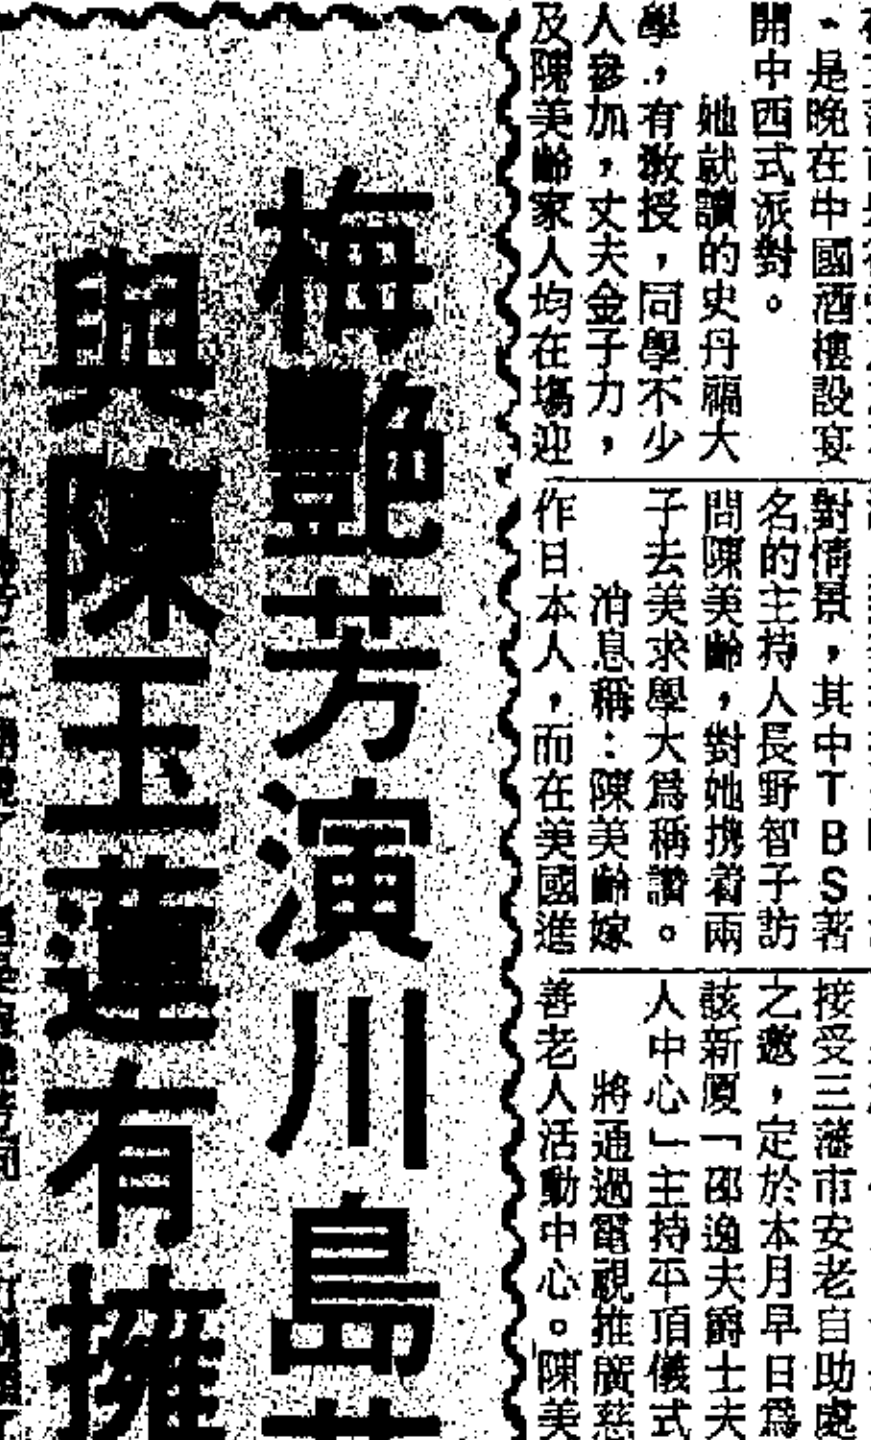 ・是晚在中國酒樓設宴
開中西式派對。
她就讀的史丹福大
學,有教授,同學不少
人參加,丈夫金子力,
及陳美齡家人均在場迎
對情景,其中TBS著
名的主持人長野智子訪
問陳美齡,對她携着兩
子去美求學大爲稱讚。
消息稱:陳美齡嫁
作日本人,而在美國進
接受三藩市安老自助處
之邀,定於本月早日爲
該新厦「邵逸夫爵士夫
人中心」主持平頂儀式
將通過電視推廣慈
善老人活動中心。陳美
梅艷芳演川島芳
與陳玉蓮有擁